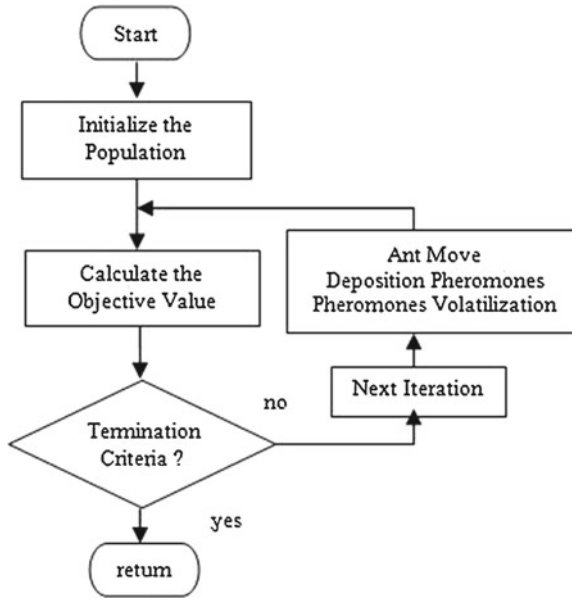 Start
Initialize the
Population
Calculate the
Objective Value
Termination
Criteria ?
no
Next Iteration
Ant Move
Deposition Pheromones
Pheromones Volatilization
yes
return